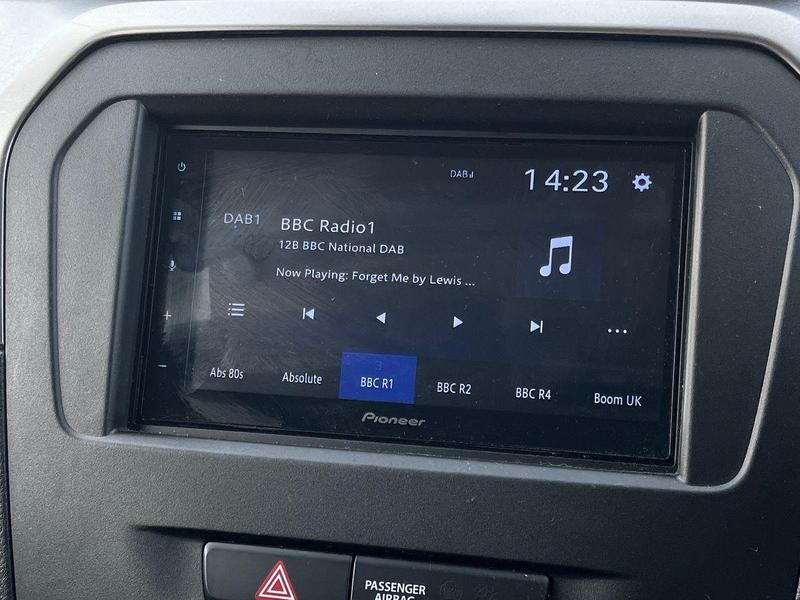 DAB 14:23
DAB1 BBC Radio1
12B BBC National DAB
Now Playing: Forget Me by Lewis ...
3
Abs 80s Absolute BBC R1 BBC R2 BBC R4 Boom UK
Pioneer
PASSENGER
AIRBAG